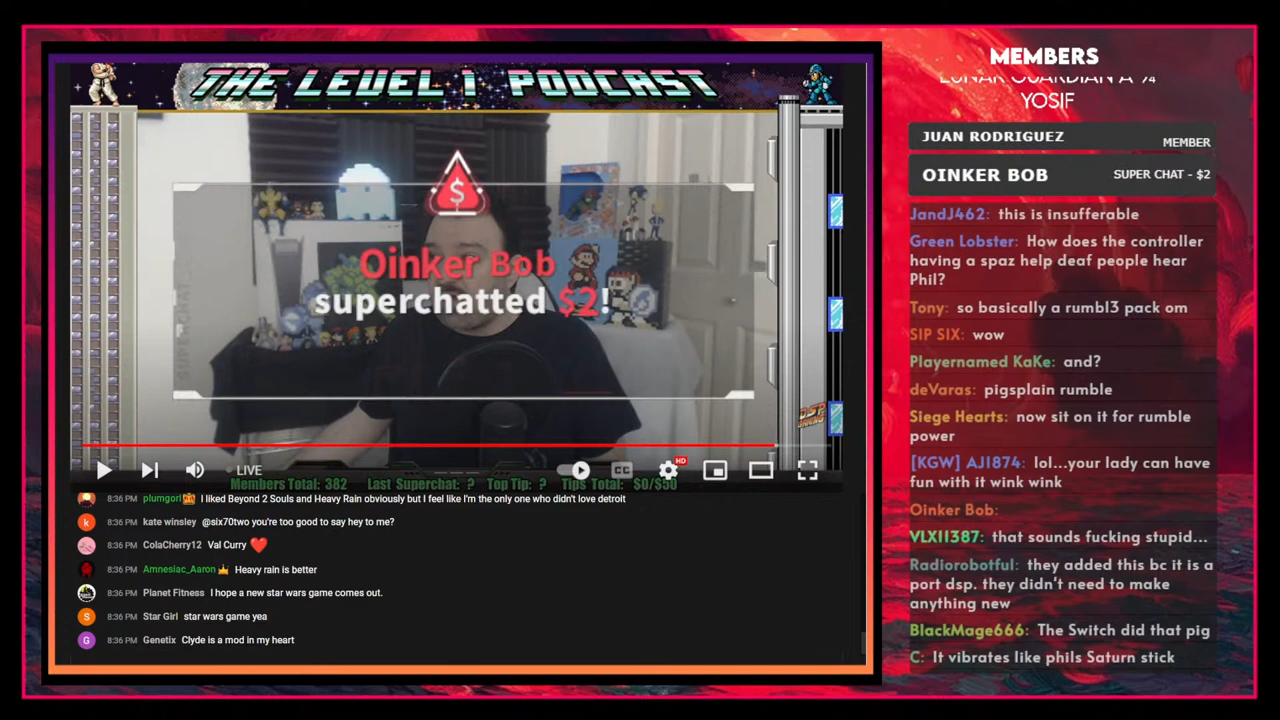 THE LEVEL 1 PODCAST
$
Oinker Bob
superchatted $2!
DSP
GAMING
LIVE
CC
HD
Members Total: 382 Last Superchat: ? Top Tip: ? Tips Total: $0/$50
8:36 PM plumgorl I liked Beyond 2 Souls and Heavy Rain obviously but I feel like I'm the only one who didn't love detroit
k 8:36 PM kate winsley @six70two you're too good to say hey to me?
8:36 PM ColaCherry12 Val Curry
8:36 PM Amnesiac_Aaron Heavy rain is better
8:36 PM Planet Fitness I hope a new star wars game comes out.
S 8:36 PM Star Girl star wars game yea
G 8:36 PM Genetix Clyde is a mod in my heart
MEMBERS
LUNAR GUARDIAN A %
YOSIF
JUAN RODRIGUEZ MEMBER
OINKER BOB SUPER CHAT - $2
JandJ462: this is insufferable
Green Lobster: How does the controller
having a spaz help deaf people hear
Phil?
Tony: so basically a rumbl3 pack om
SIP SIX: wow
Playernamed KaKe: and?
deVaras: pigsplain rumble
Siege Hearts: now sit on it for rumble
power
[KGW] AJ1874: lol...your lady can have
fun with it wink wink
Oinker Bob:
VLX11387: that sounds fucking stupid...
Radiorobotful: they added this bc it is a
port dsp. they didn't need to make
anything new
BlackMage666: The Switch did that pig
C: It vibrates like phils Saturn stick